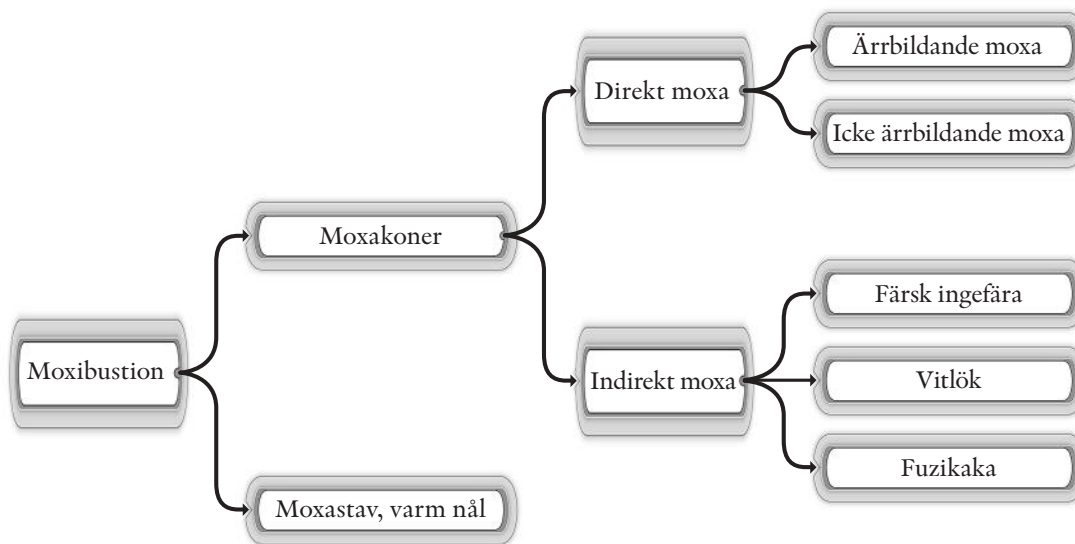 Moxibustion
Moxakoner
Direkt moxa
Ärrbildande moxa
Icke ärrbildande moxa
Indirekt moxa
Färsk ingefära
Vitlök
Fuzikaka
Moxastav, varm nål